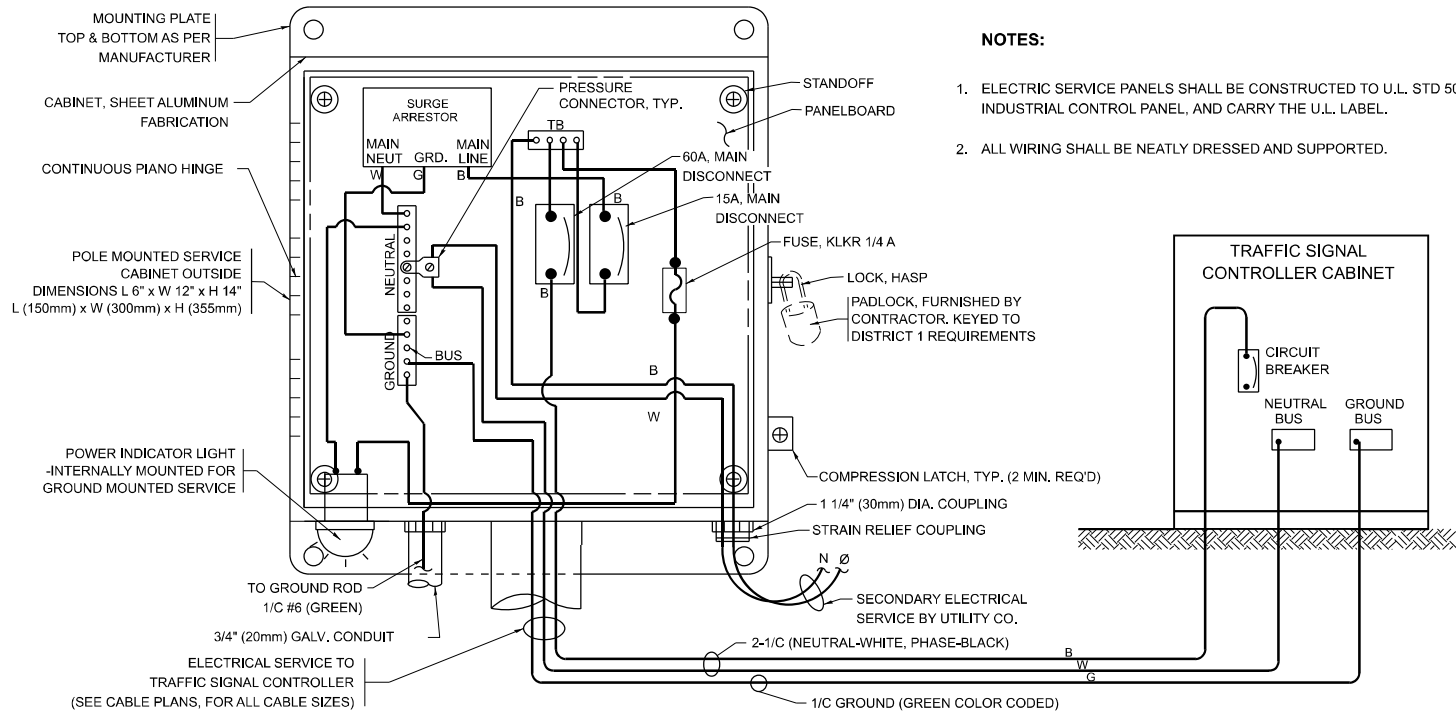 MOUNTING PLATE
TOP & BOTTOM AS PER
MANUFACTURER
CABINET, SHEET ALUMINUM
FABRICATION
CONTINUOUS PIANO HINGE
POLE MOUNTED SERVICE
CABINET OUTSIDE
DIMENSIONS L 6" x W 12" x H 14"
L (150mm) x W (300mm) x H (355mm)
POWER INDICATOR LIGHT
-INTERNALLY MOUNTED FOR
GROUND MOUNTED SERVICE
TO GROUND ROD
1/C #6 (GREEN)
3/4" (20mm) GALV. CONDUIT
ELECTRICAL SERVICE TO
TRAFFIC SIGNAL CONTROLLER
(SEE CABLE PLANS, FOR ALL CABLE SIZES)
SURGE
ARRESTOR
MAIN
NEUT
GRD.
MAIN
LINE
W
G
B
PRESSURE
CONNECTOR, TYP.
TB
60A, MAIN
DISCONNECT
B
B
15A, MAIN
DISCONNECT
B
NEUTRAL
GROUND
BUS
B
W
STANDOFF
PANELBOARD
FUSE, KLKR 1/4 A
LOCK, HASP
PADLOCK, FURNISHED BY
CONTRACTOR. KEYED TO
DISTRICT 1 REQUIREMENTS
COMPRESSION LATCH, TYP. (2 MIN. REQ'D)
1 1/4" (30mm) DIA. COUPLING
STRAIN RELIEF COUPLING
N Ø
SECONDARY ELECTRICAL
SERVICE BY UTILITY CO.
2-1/C (NEUTRAL-WHITE, PHASE-BLACK)
B
W
G
1/C GROUND (GREEN COLOR CODED)
NOTES:
1. ELECTRIC SERVICE PANELS SHALL BE CONSTRUCTED TO U.L. STD 50
INDUSTRIAL CONTROL PANEL, AND CARRY THE U.L. LABEL.
2. ALL WIRING SHALL BE NEATLY DRESSED AND SUPPORTED.
TRAFFIC SIGNAL
CONTROLLER CABINET
CIRCUIT
BREAKER
NEUTRAL
BUS
GROUND
BUS